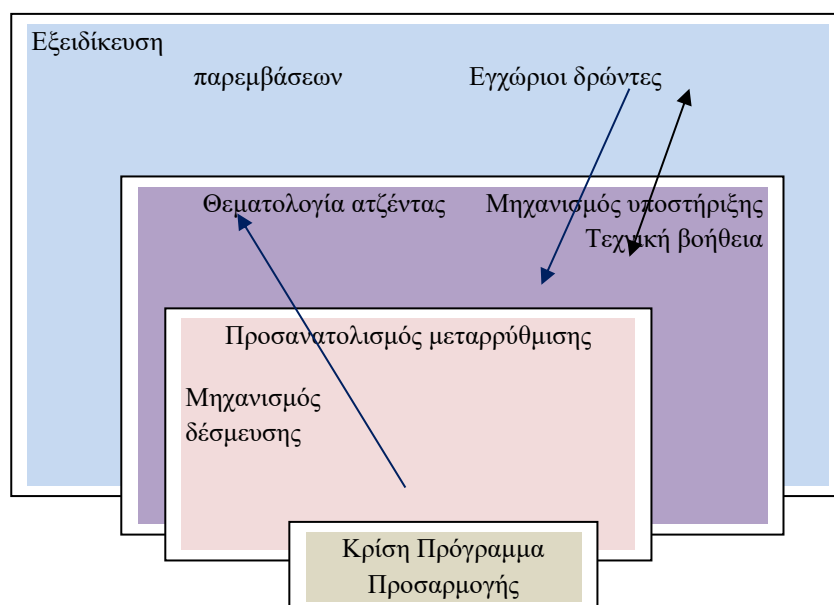 Εξειδίκευση
παρεμβάσεων Εγχώριοι δρώντες
Θεματολογία ατζέντας Μηχανισμός υποστήριξης
Τεχνική βοήθεια
Προσανατολισμός μεταρρύθμισης
Μηχανισμός
δέσμευσης
Κρίση Πρόγραμμα
Προσαρμογής